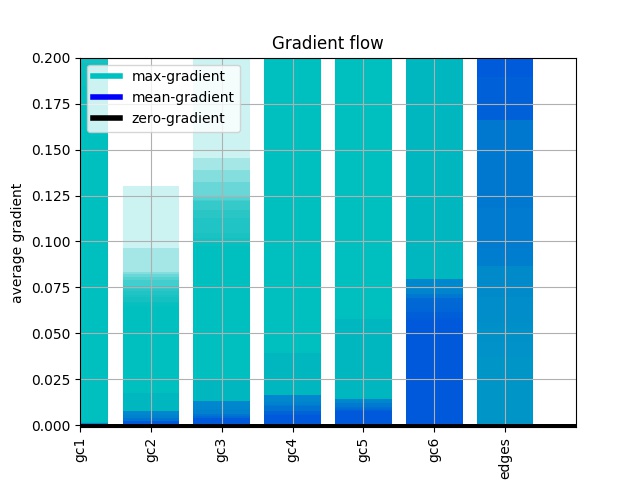 Gradient flow
max-gradient
mean-gradient
zero-gradient
average gradient
0.200
0.175
0.150
0.125
0.100
0.075
0.050
0.025
0.000
gc1
gc2
gc3
gc4
gc5
gc6
edges